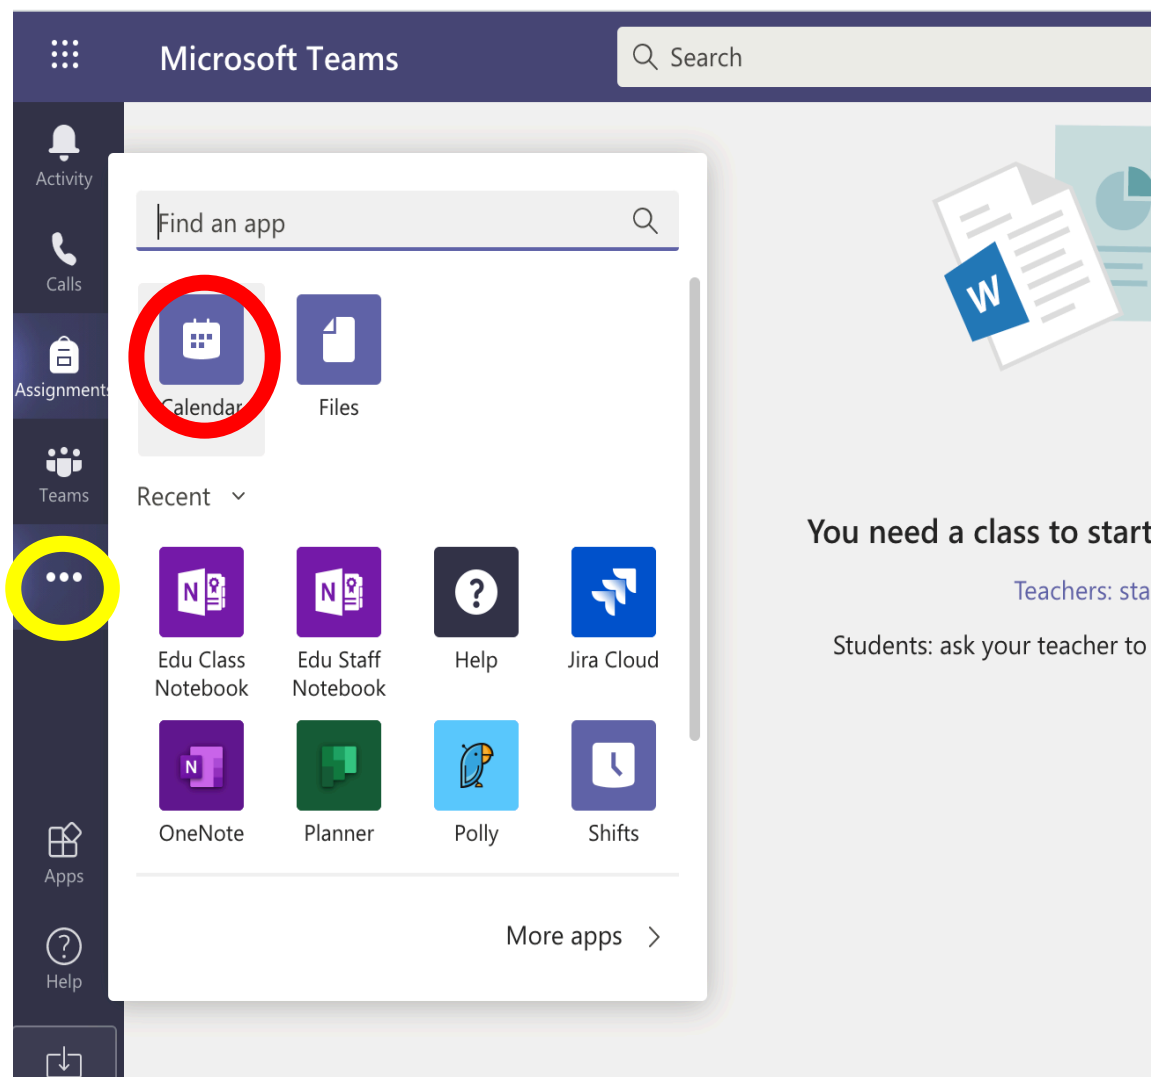 Microsoft Teams
Search
Activity
Calls
Assignments
Teams
Apps
Help
Find an app
Calendar
Files
Recent
Edu Class
Notebook
Edu Staff
Notebook
Help
Jira Cloud
OneNote
Planner
Polly
Shifts
More apps
W
N
N
N
You need a class to start
Teachers: sta
Students: ask your teacher to